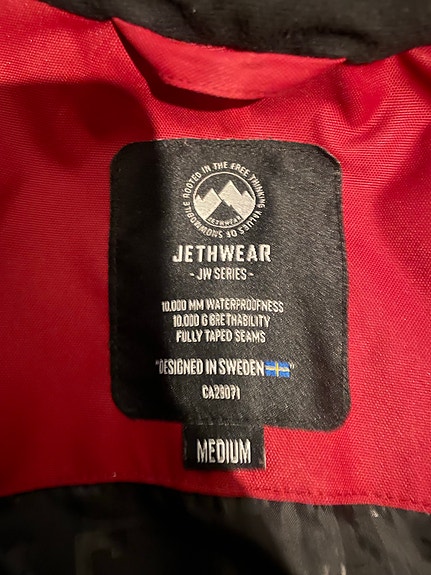 ROOTED IN THE FREE THINKING VALUES OF SNOWMOBILE
JETHWEAR
JETHWEAR
- JW SERIES -
10.000 MM WATERPROOFNESS
10.000 G BRETHABILITY
FULLY TAPED SEAMS
"DESIGNED IN SWEDEN"
CA28071
MEDIUM